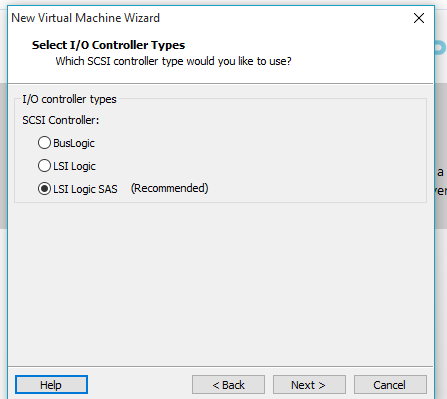 New Virtual Machine Wizard
Select I/O Controller Types
Which SCSI controller type would you like to use?
I/O controller types
SCSI Controller:
BusLogic
LSI Logic
LSI Logic SAS (Recommended)
Help
< Back
Next >
Cancel